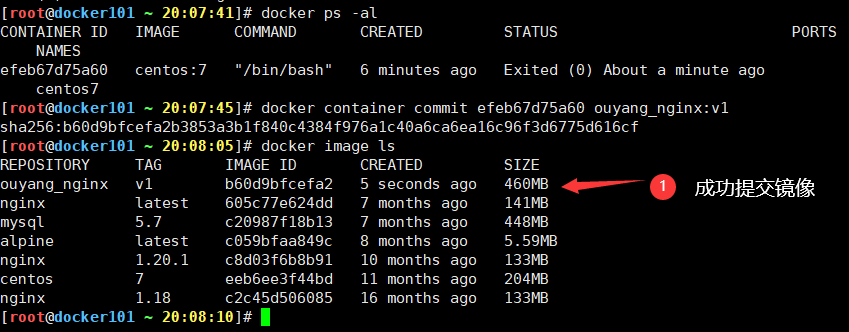 [root@docker101 ~ 20:07:41]# docker ps -al
CONTAINER ID   IMAGE      COMMAND       CREATED         STATUS                          PORTS
    NAMES
efeb67d75a60   centos:7   "/bin/bash"   6 minutes ago   Exited (0) About a minute ago
    centos7
[root@docker101 ~ 20:07:45]# docker container commit efeb67d75a60 ouyang_nginx:v1
sha256:b60d9bfcefa2b3853a3b1f840c4384f976a1c40a6ca6ea16c96f3d6775d616cf
[root@docker101 ~ 20:08:05]# docker image ls
REPOSITORY     TAG       IMAGE ID       CREATED         SIZE
ouyang_nginx   v1        b60d9bfcefa2   5 seconds ago   460MB 1 成功提交镜像
nginx          latest    605c77e624dd   7 months ago    141MB
mysql          5.7       c20987f18b13   7 months ago    448MB
alpine         latest    c059bfaa849c   8 months ago    5.59MB
nginx          1.20.1    c8d03f6b8b91   10 months ago   133MB
centos         7         eeb6ee3f44bd   11 months ago   204MB
nginx          1.18      c2c45d506085   16 months ago   133MB
[root@docker101 ~ 20:08:10]#